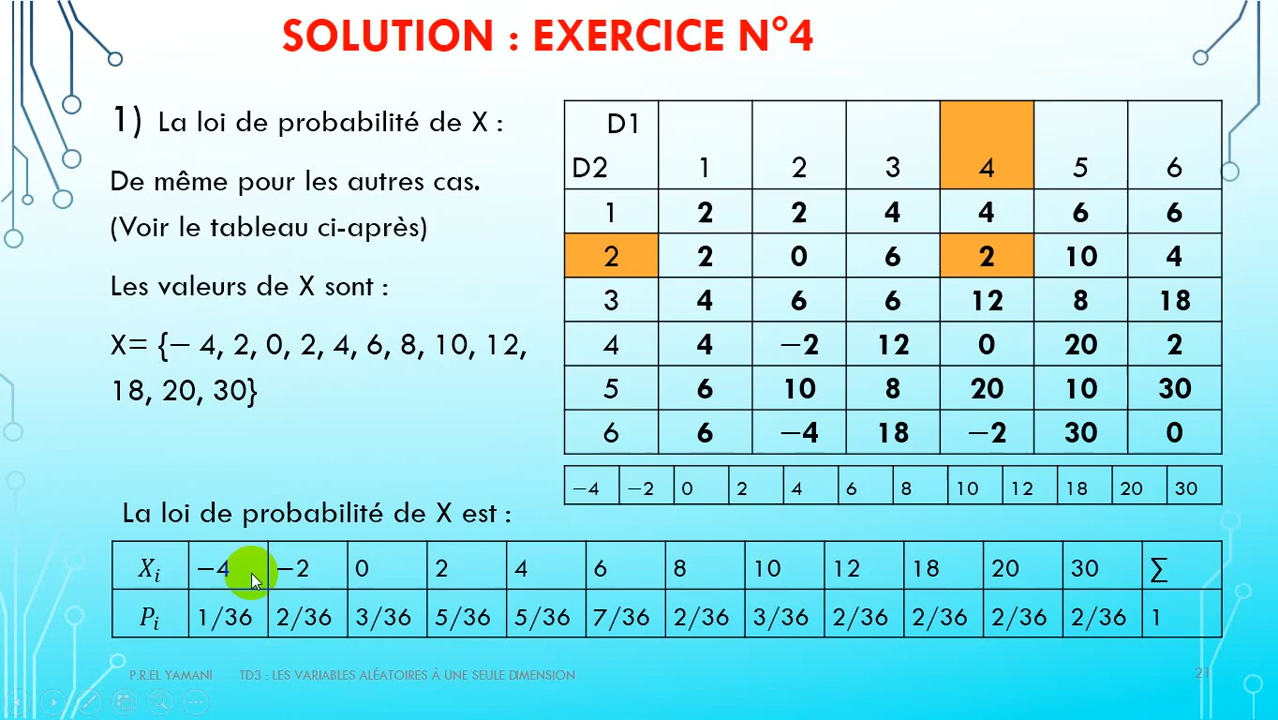 SOLUTION : EXERCICE N°4
1) La loi de probabilité de X :
De même pour les autres cas.
(Voir le tableau ci-après)
Les valeurs de X sont :
X= {− 4, 2, 0, 2, 4, 6, 8, 10, 12,
18, 20, 30}
D1
D2 1 2 3 4 5 6
1 2 2 4 4 6 6
2 2 0 6 2 10 4
3 4 6 6 12 8 18
4 4 −2 12 0 20 2
5 6 10 8 20 10 30
6 6 −4 18 −2 30 0
−4 −2 0 2 4 6 8 10 12 18 20 30
La loi de probabilité de X est :
Xᵢ −4 −2 0 2 4 6 8 10 12 18 20 30 ∑
Pᵢ 1/36 2/36 3/36 5/36 5/36 7/36 2/36 3/36 2/36 2/36 2/36 2/36 1
P.R.EL YAMANI TD3 : LES VARIABLES ALÉATOIRES À UNE SEULE DIMENSION 21